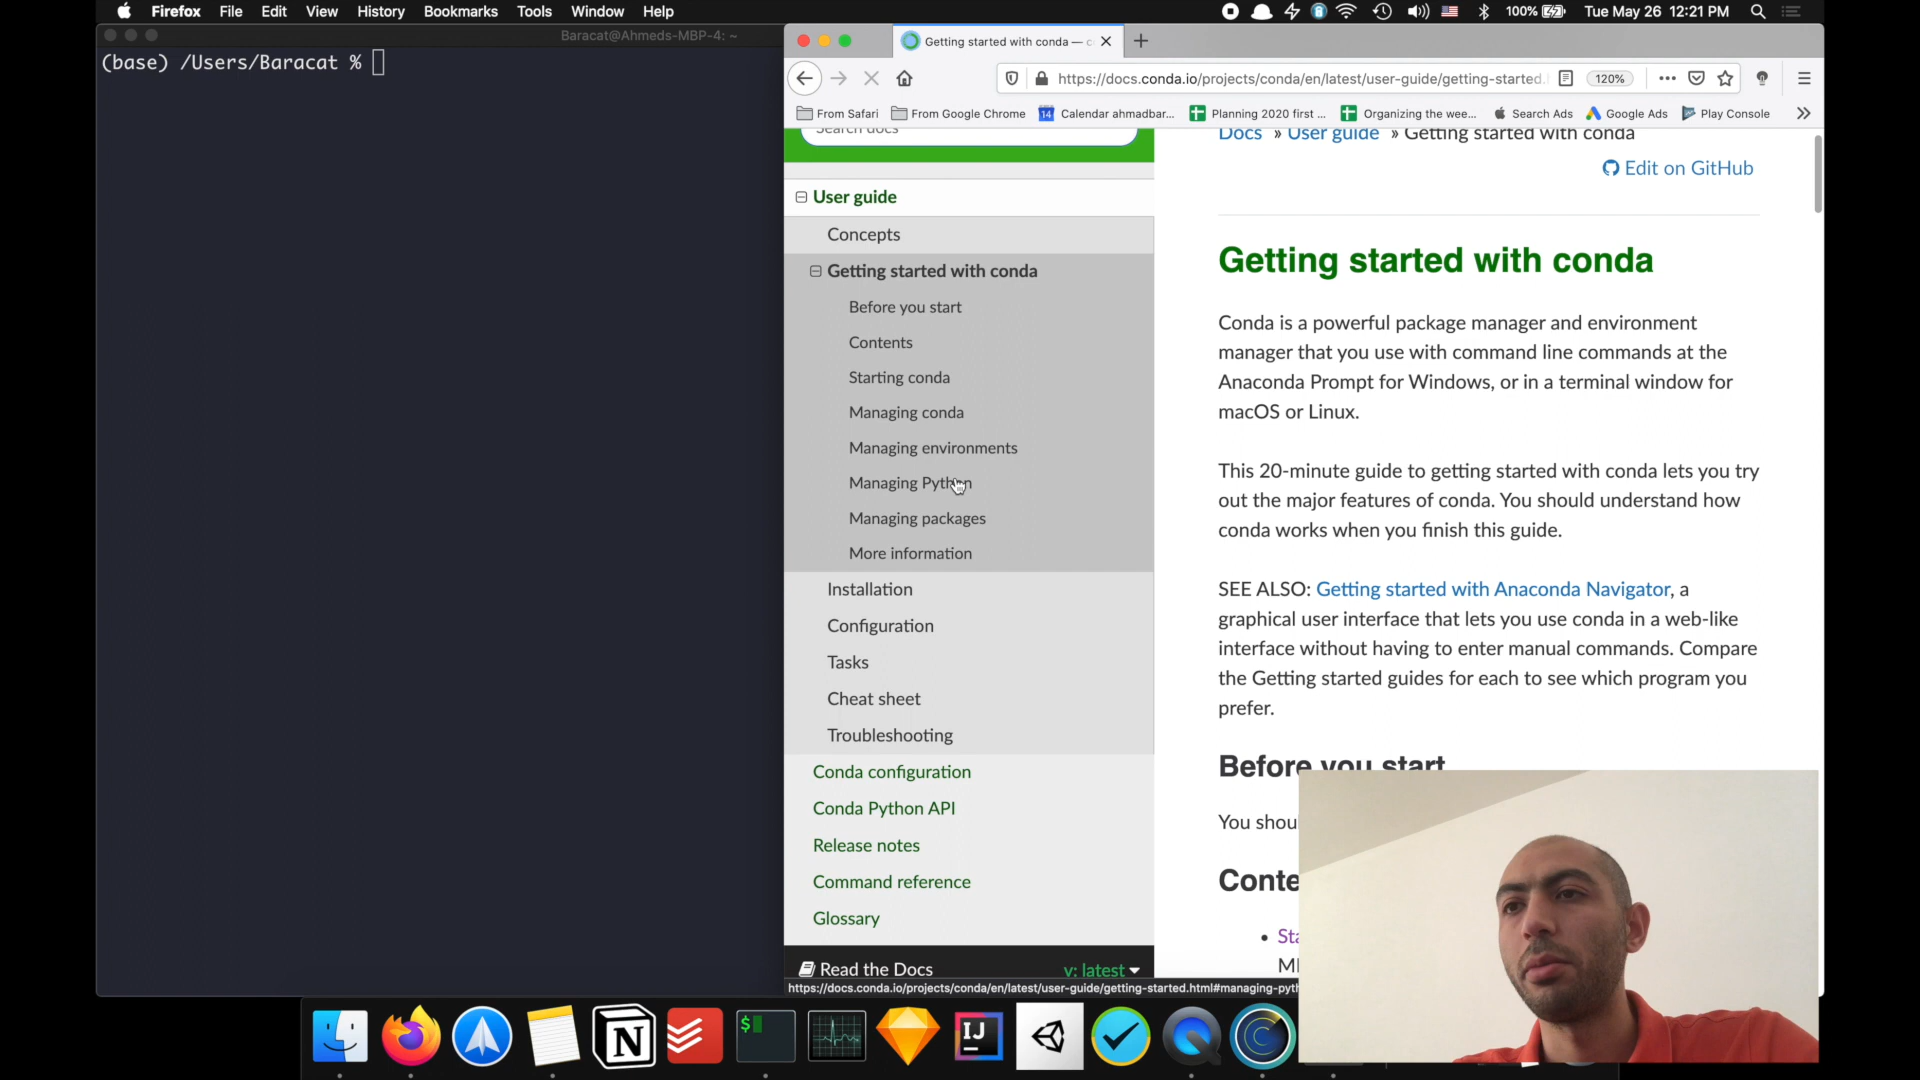 Firefox File Edit View History Bookmarks Tools Window Help
100% Tue May 26 12:21 PM
Baracat@Ahmeds-MBP-4: ~
(base) /Users/Baracat %
Getting started with conda — c
https://docs.conda.io/projects/conda/en/latest/user-guide/getting-started.
120%
From Safari
From Google Chrome
14 Calendar ahmadbar...
Planning 2020 first ...
Organizing the wee...
Search Ads
Google Ads
Play Console
Search docs
User guide
Concepts
Getting started with conda
Before you start
Contents
Starting conda
Managing conda
Managing environments
Managing Python
Managing packages
More information
Installation
Configuration
Tasks
Cheat sheet
Troubleshooting
Conda configuration
Conda Python API
Release notes
Command reference
Glossary
Read the Docs v: latest
https://docs.conda.io/projects/conda/en/latest/user-guide/getting-started.html#managing-pyth
Docs » User guide » Getting started with conda
Edit on GitHub
Getting started with conda
Conda is a powerful package manager and environment
manager that you use with command line commands at the
Anaconda Prompt for Windows, or in a terminal window for
macOS or Linux.
This 20-minute guide to getting started with conda lets you try
out the major features of conda. You should understand how
conda works when you finish this guide.
SEE ALSO: Getting started with Anaconda Navigator, a
graphical user interface that lets you use conda in a web-like
interface without having to enter manual commands. Compare
the Getting started guides for each to see which program you
prefer.
Before you start
You shou
Conte
Sta
MI
N
$
IJ